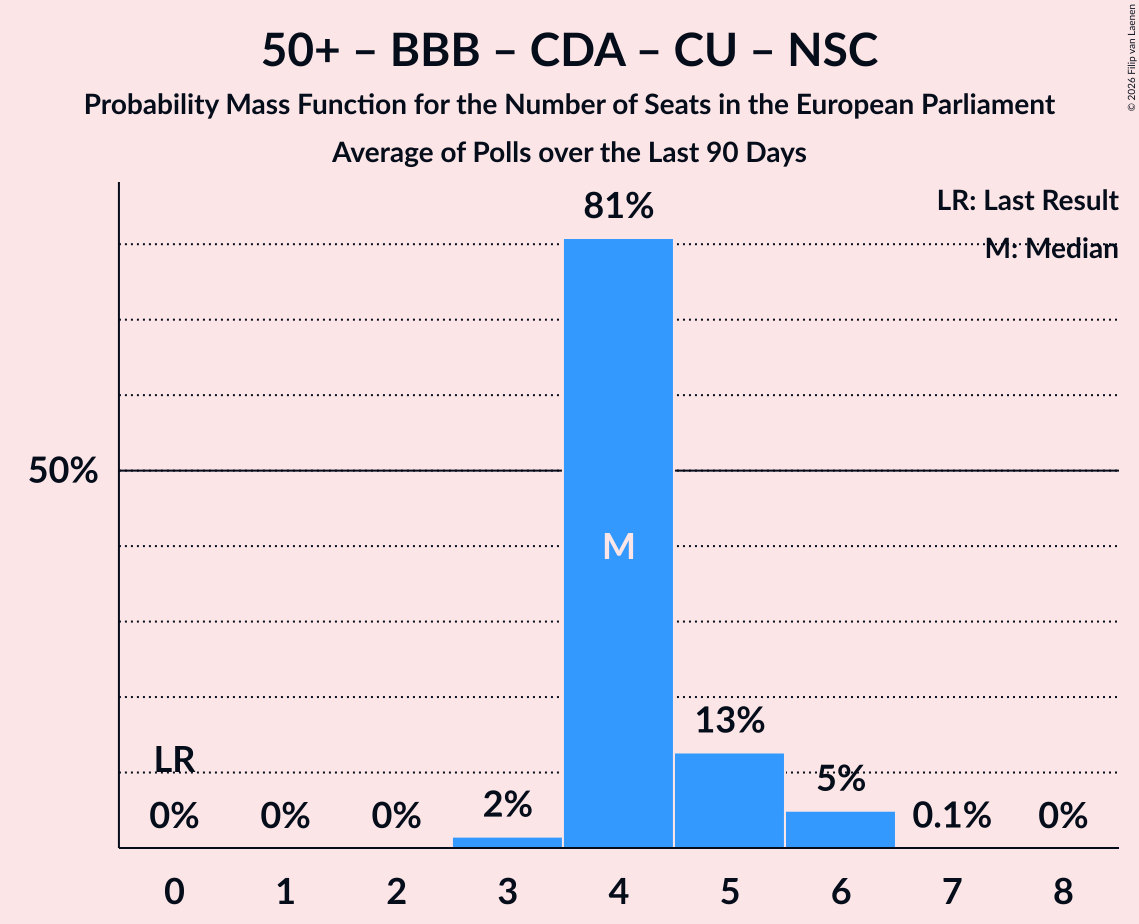 50+ – BBB – CDA – CU – NSC
Probability Mass Function for the Number of Seats in the European Parliament
Average of Polls over the Last 90 Days
© 2026 Filip van Laenen
LR: Last Result
M: Median
81%
50%
M
13%
LR
5%
2%
0% 0% 0% 0.1% 0%
0 1 2 3 4 5 6 7 8